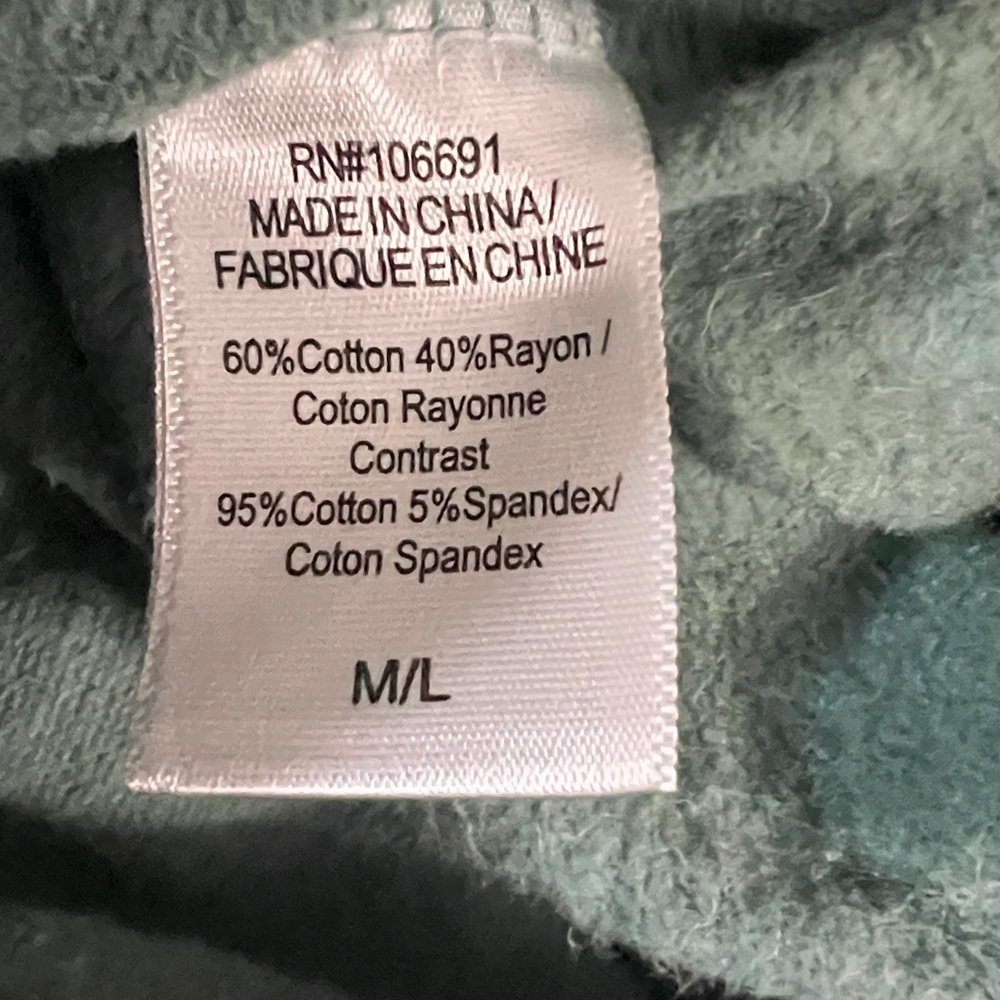 RN#106691
MADE IN CHINA/
FABRIQUE EN CHINE
60%Cotton 40%Rayon /
Coton Rayonne
Contrast
95%Cotton 5%Spandex/
Coton Spandex
M/L